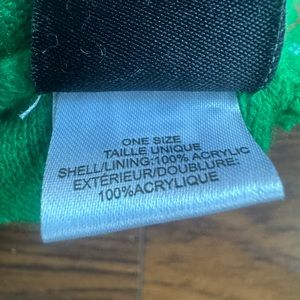 ONE SIZE
TAILLE UNIQUE
SHELL/LINING:100% ACRYLIC
EXTÉRIEUR/DOUBLURE:
100%ACRYLIQUE